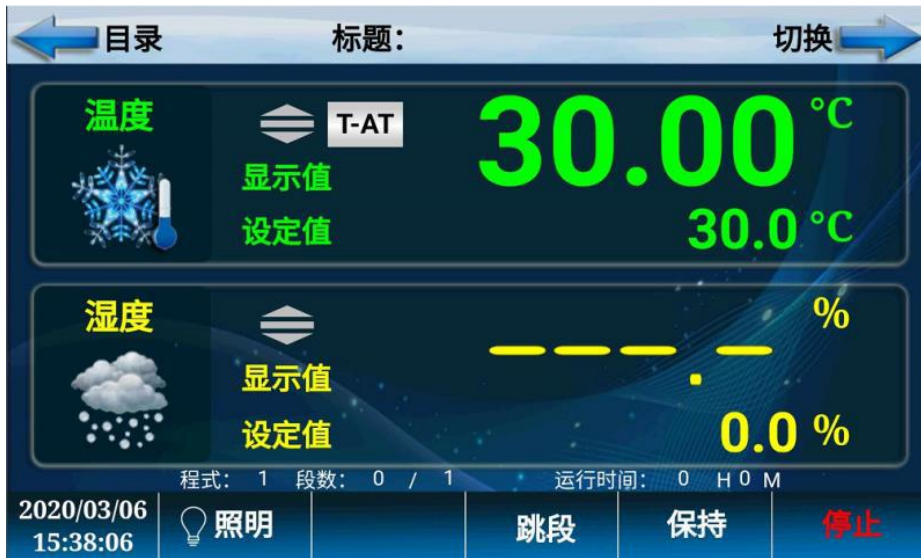 目录 标题： 切换
温度 T-AT 30.00 °C
显示值
设定值 30.0 °C
湿度 ---.- %
显示值
设定值 0.0 %
程式： 1 段数： 0 / 1 运行时间： 0 H 0 M
2020/03/06
15:38:06
照明 跳段 保持 停止